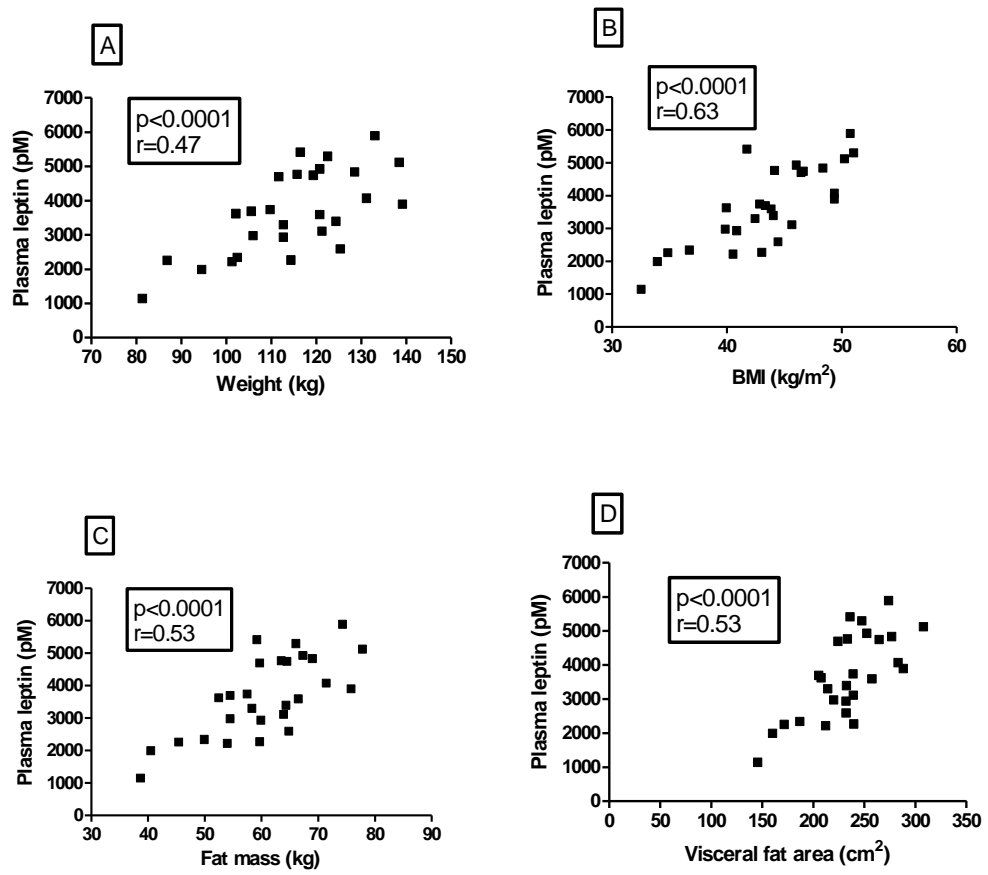 A
p<0.0001
r=0.47
Plasma leptin (pM)
7000
6000
5000
4000
3000
2000
1000
0
70 80 90 100 110 120 130 140 150
Weight (kg)
B
p<0.0001
r=0.63
Plasma leptin (pM)
7000
6000
5000
4000
3000
2000
1000
0
30 40 50 60
BMI (kg/m²)
C
p<0.0001
r=0.53
Plasma leptin (pM)
7000
6000
5000
4000
3000
2000
1000
0
30 40 50 60 70 80 90
Fat mass (kg)
D
p<0.0001
r=0.53
Plasma leptin (pM)
7000
6000
5000
4000
3000
2000
1000
0
0 50 100 150 200 250 300 350
Visceral fat area (cm²)